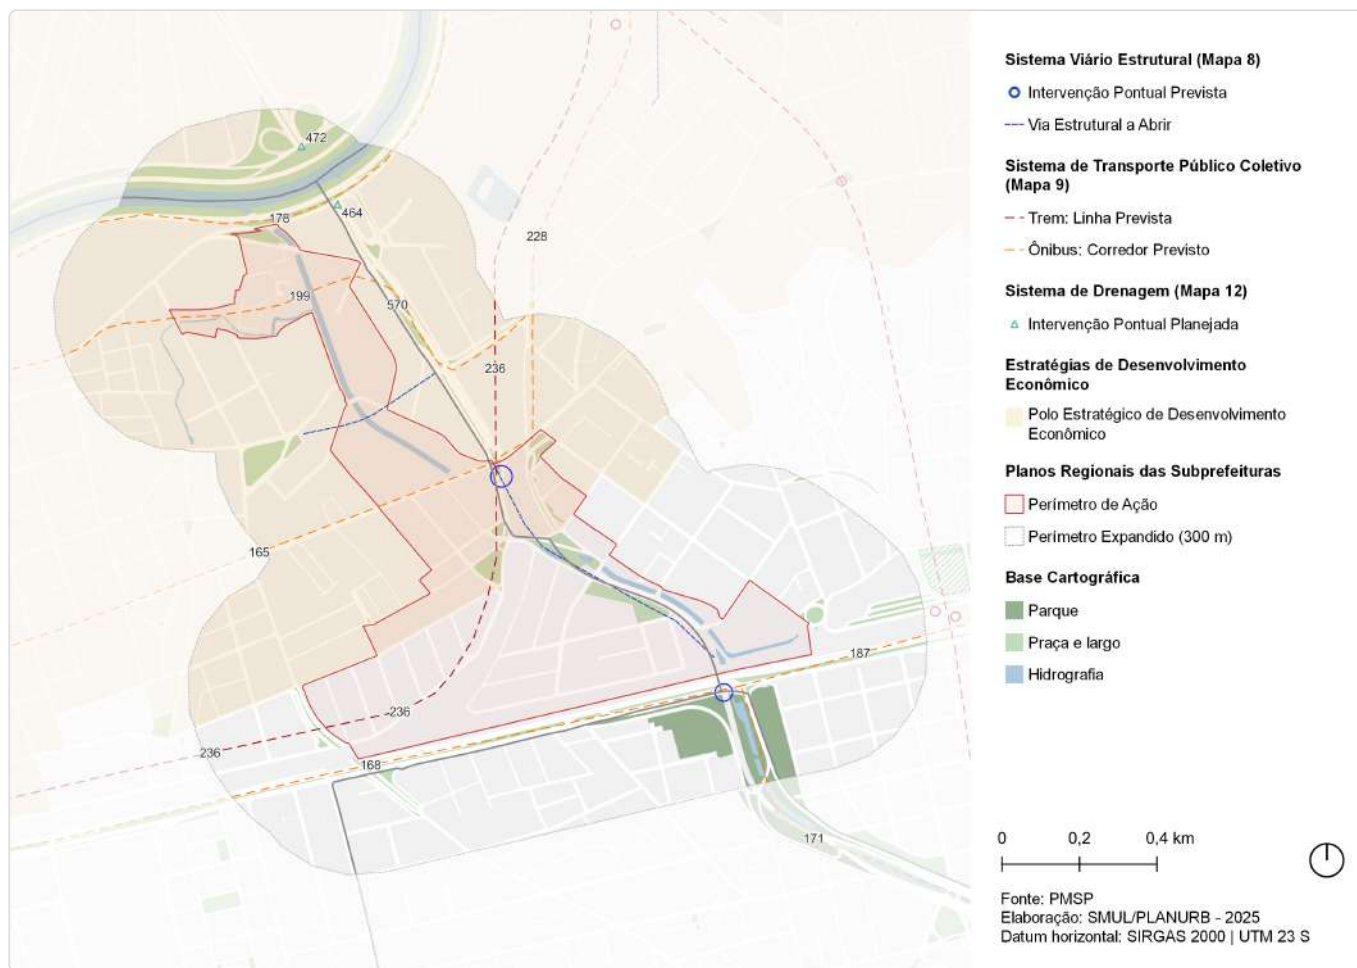 472
464
178
228
199
570
236
165
187
236
236
168
171
Sistema Viário Estrutural (Mapa 8)
Intervenção Pontual Prevista
Via Estrutural a Abrir
Sistema de Transporte Público Coletivo
(Mapa 9)
Trem: Linha Prevista
Ônibus: Corredor Previsto
Sistema de Drenagem (Mapa 12)
Intervenção Pontual Planejada
Estratégias de Desenvolvimento
Econômico
Polo Estratégico de Desenvolvimento
Econômico
Planos Regionais das Subprefeituras
Perímetro de Ação
Perímetro Expandido (300 m)
Base Cartográfica
Parque
Praça e largo
Hidrografia
0 0,2 0,4 km
Fonte: PMSP
Elaboração: SMUL/PLANURB - 2025
Datum horizontal: SIRGAS 2000 | UTM 23 S